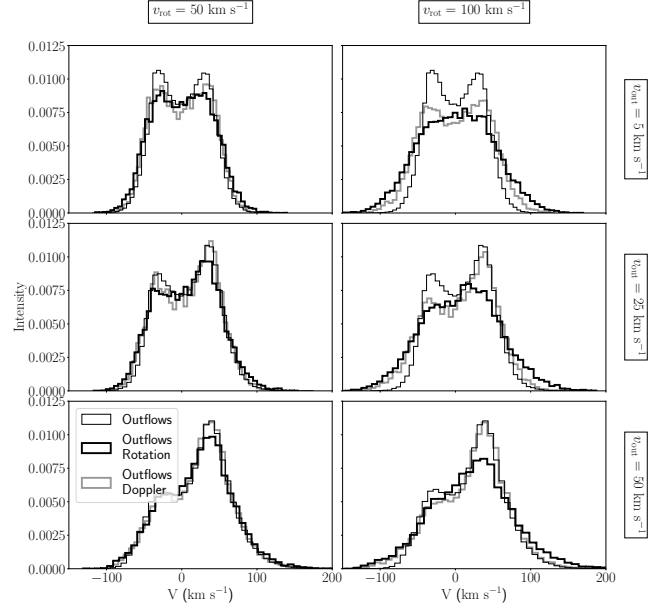 v_rot = 50 km s⁻¹
v_rot = 100 km s⁻¹
0.0125
0.0100
0.0075
0.0050
0.0025
0.0000
v_out = 5 km s⁻¹
0.0125
0.0100
0.0075
0.0050
0.0025
0.0000
Intensity
v_out = 25 km s⁻¹
0.0125
0.0100
0.0075
0.0050
0.0025
0.0000
Outflows
Outflows
Rotation
Outflows
Doppler
v_out = 50 km s⁻¹
−100 0 100 200
−100 0 100 200
V (km s⁻¹)
V (km s⁻¹)